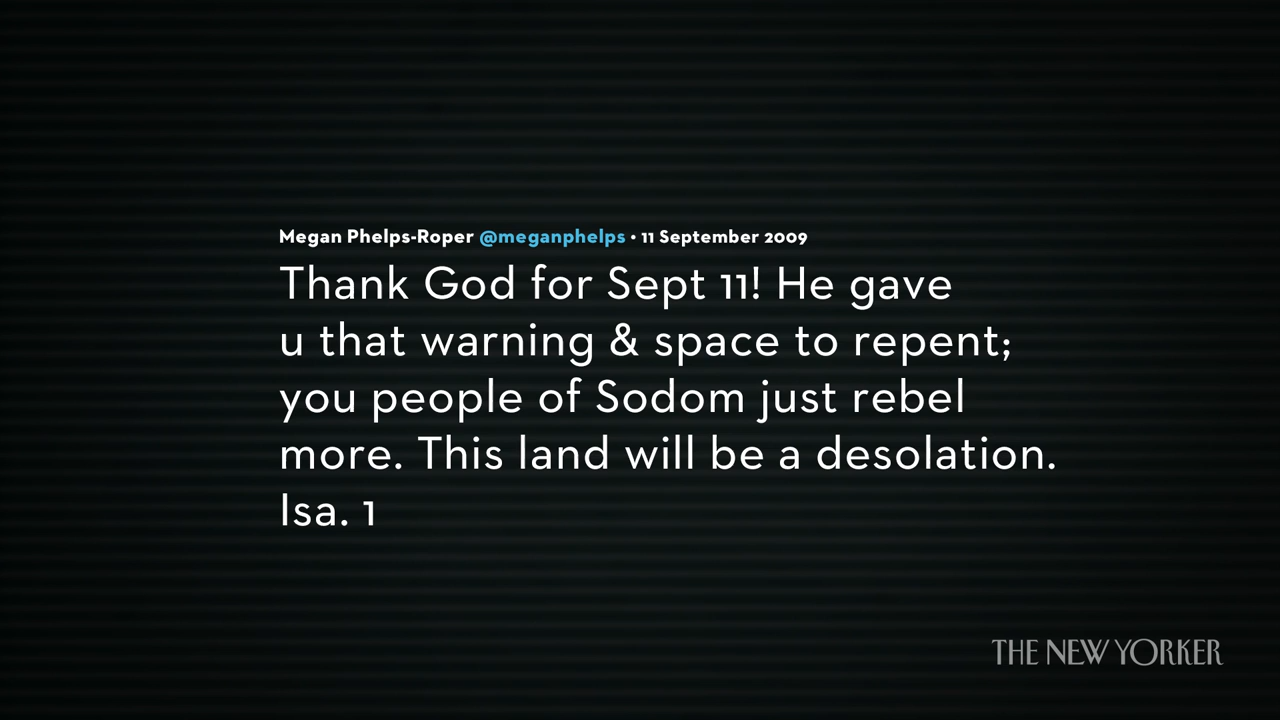 Megan Phelps-Roper @meganphelps • 11 September 2009
Thank God for Sept 11! He gave
u that warning & space to repent;
you people of Sodom just rebel
more. This land will be a desolation.
Isa. 1
THE NEW YORKER